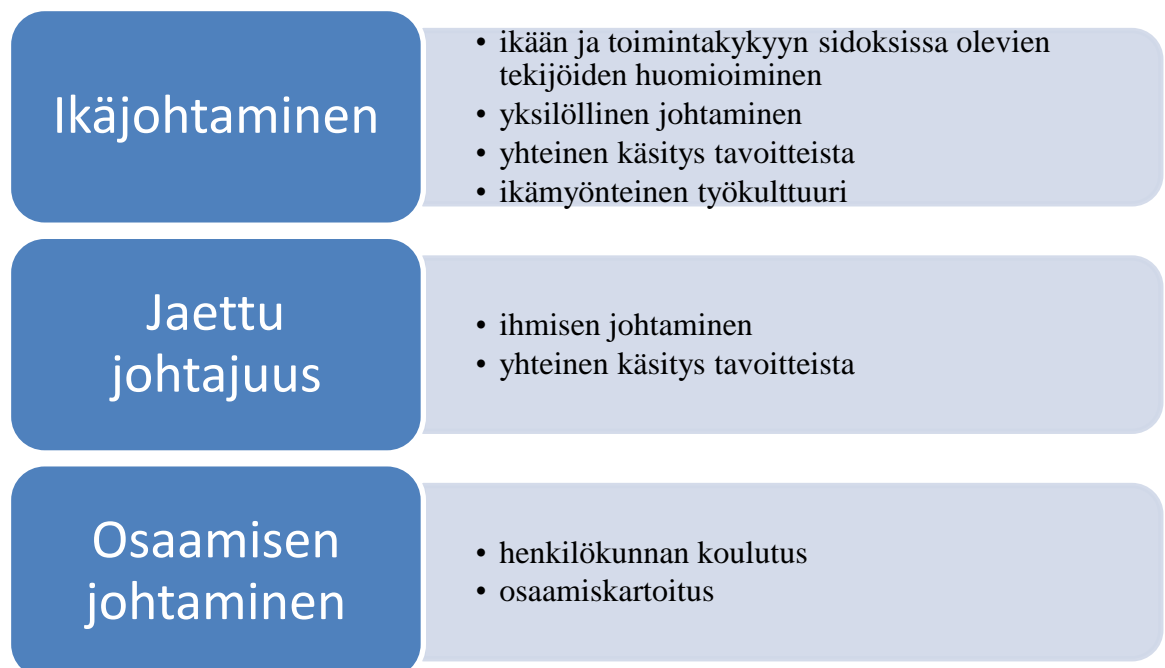 Ikäjohtaminen
• ikään ja toimintakykyyn sidoksissa olevien
tekijöiden huomioiminen
• yksilöllinen johtaminen
• yhteinen käsitys tavoitteista
• ikämyönteinen työkulttuuri
Jaettu
johtajuus
• ihmisen johtaminen
• yhteinen käsitys tavoitteista
Osaamisen
johtaminen
• henkilökunnan koulutus
• osaamiskartoitus